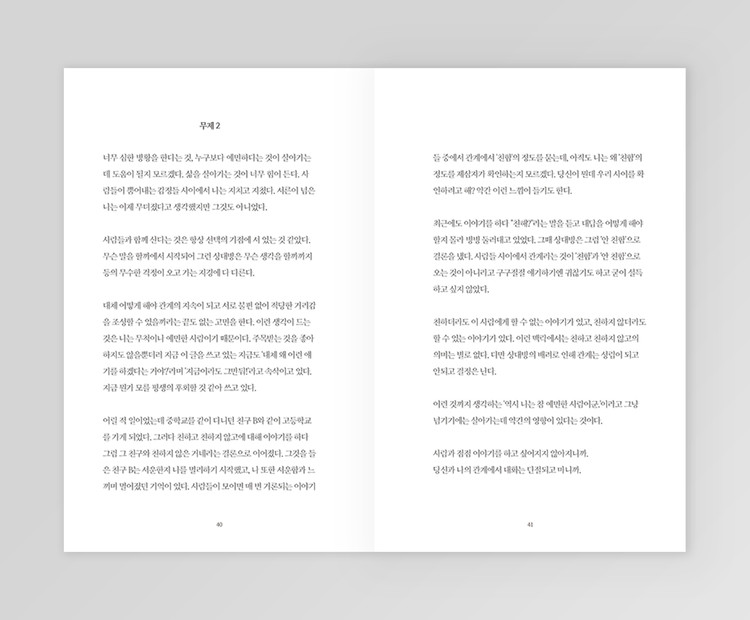 무제 2
너무 심한 명황을 한다는 것, 누구보다 예민하다는 것이 살아가는
데 도움이 될지 모르겠다. 삶을 살아가는 것이 너무 힘이 든다. 사
람들이 뿜어내는 감정들 사이에서 나는 지치고 지쳤다. 서른이 넘은
나는 이제 무뎌졌다고 생각했지만 그것도 아니었다.
사람들과 함께 산다는 것은 항상 선택의 기점에 서 있는 것 같았다.
무슨 말을 할까에서 시작되어 그런 상대방은 무슨 생각을 할까까지
등의 무수한 걱정이 오고 가는 지경에 다 다른다.
대체 어떻게 해야 관계의 지속이 되고 서로 불편 없이 적당한 거리감
을 조성할 수 있을까라는 끝도 없는 고민을 한다. 이런 생각이 드는
것은 나는 무척이나 예민한 사람이기 때문이다. 주목받는 것을 좋아
하지도 않을뿐더러 지금 이 글을 쓰고 있는 지금도 '대체 왜 이런 얘
기를 하겠다는 거야?'라며 '지금이라도 그만둬!'라고 속삭이고 있다.
지금 뭔가 모를 평생의 후회할 것 같아 쓰고 있다.
어릴 적 일이었는데 중학교를 같이 다니던 친구 B와 같이 고등학교
를 가게 되었다. 그러다 친하고 친하지 않고에 대해 이야기를 하다
그럼 그 친구와 친하지 않은 거네라는 결론으로 이어졌다. 그것을 들
은 친구 B는 서운한지 나를 멀리하기 시작했고, 나 또한 서운함과 느
끼며 멀어졌던 기억이 있다. 사람들이 모이면 매 번 거론되는 이야기
40
들 중에서 관계에서 '친함'의 정도를 묻는데, 아직도 나는 왜 '친함'의
정도를 제삼자가 확인하는지 모르겠다. 당신이 뭔데 우리 사이를 확
인하려고 해? 약간 이런 느낌이 들기도 한다.
최근에도 이야기를 하다 "친해?"라는 말을 듣고 대답을 어떻게 해야
할지 몰라 빙빙 둘러내고 있었다. 그때 상대방은 그럼 '안 친함'으로
결론을 냈다. 사람들 사이에서 관계라는 것이 '친함'과 '안 친함'으로
오는 것이 아니라고 구구절절 얘기하기엔 귀찮기도 하고 굳이 설득
하고 싶지 않았다.
친하더라도 이 사람에게 할 수 없는 이야기가 있고, 친하지 않더라도
할 수 있는 이야기가 있다. 이런 맥락에서는 친하고 친하지 않고의
의미는 별로 없다. 다만 상대방의 배려로 인해 관계는 성립이 되고
안되고 결정은 난다.
이런 것까지 생각하는 '역시 나는 참 예민한 사람이군.'이라고 그냥
넘기기에는 살아가는데 약간의 영향이 있다는 것이다.
사람과 점점 이야기를 하고 싶어지지 않아지니까.
당신과 나의 관계에서 대화는 단절되고 마니까.
41